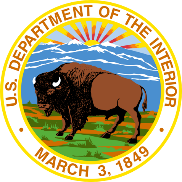 U.S. DEPARTMENT OF THE INTERIOR
MARCH 3, 1849